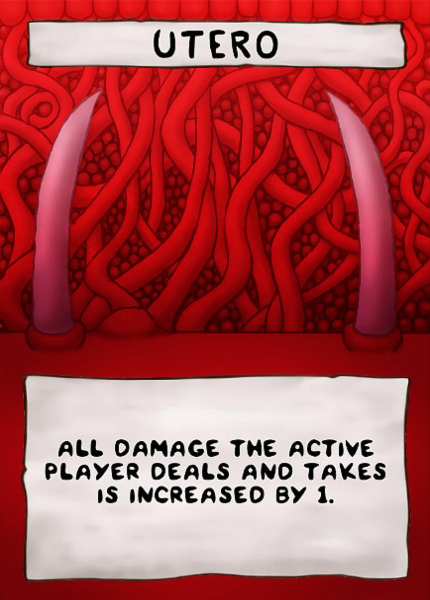 UTERO
ALL DAMAGE THE ACTIVE
PLAYER DEALS AND TAKES
IS INCREASED BY 1.